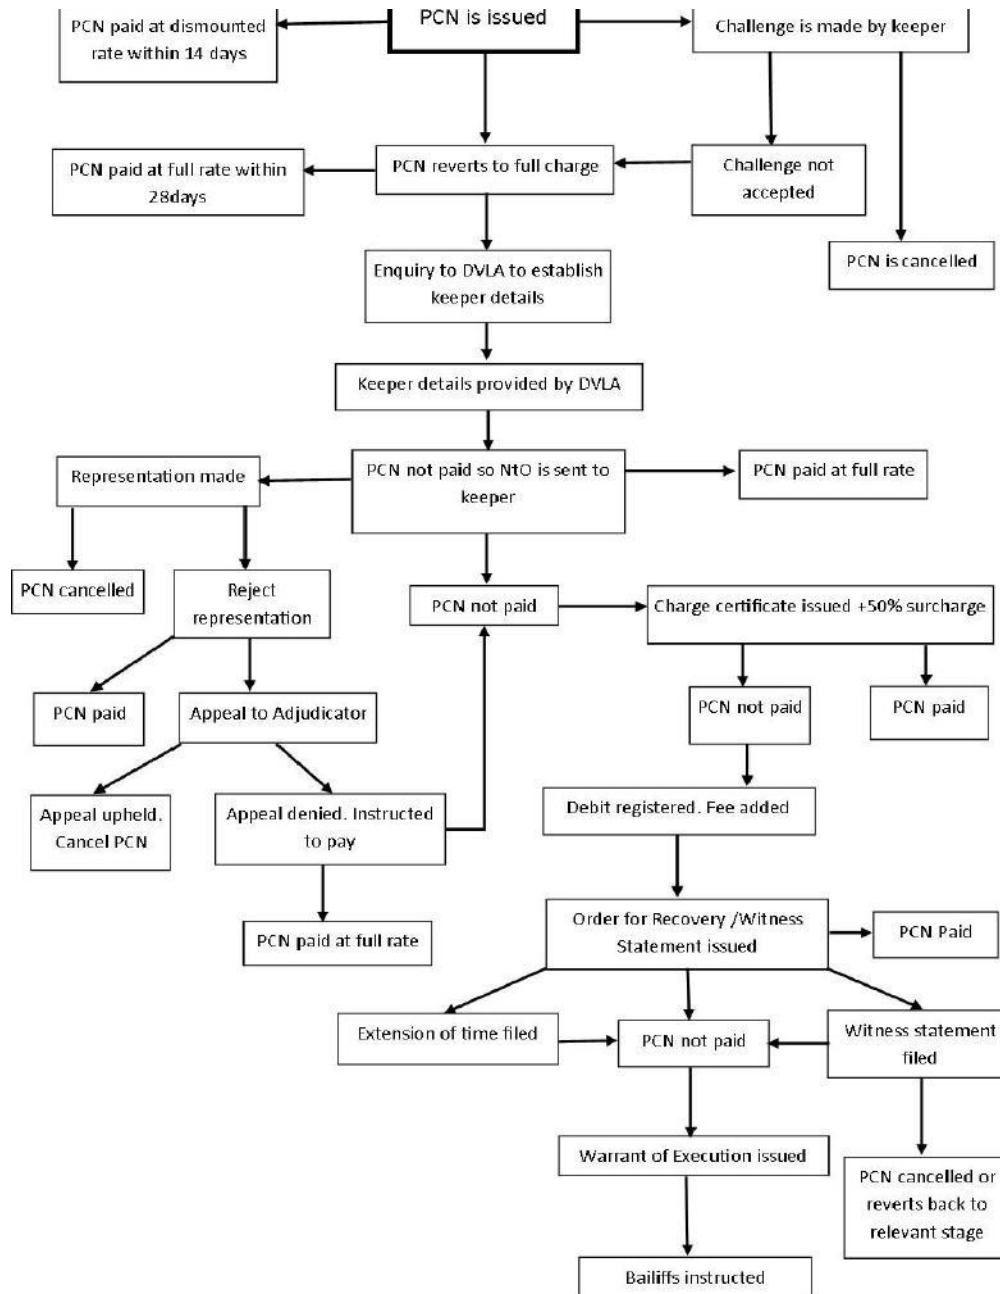 PCN is issued
PCN paid at dismounted
rate within 14 days
Challenge is made by keeper
PCN paid at full rate within
28days
PCN reverts to full charge
Challenge not
accepted
PCN is cancelled
Enquiry to DVLA to establish
keeper details
Keeper details provided by DVLA
Representation made
PCN not paid so NtO is sent to
keeper
PCN paid at full rate
PCN cancelled
Reject
representation
PCN not paid
Charge certificate issued +50% surcharge
PCN paid
Appeal to Adjudicator
PCN not paid
PCN paid
Appeal upheld.
Cancel PCN
Appeal denied. Instructed
to pay
Debit registered. Fee added
PCN paid at full rate
Order for Recovery /Witness
Statement issued
PCN Paid
Extension of time filed
PCN not paid
Witness statement
filed
Warrant of Execution issued
PCN cancelled or
reverts back to
relevant stage
Bailiffs instructed